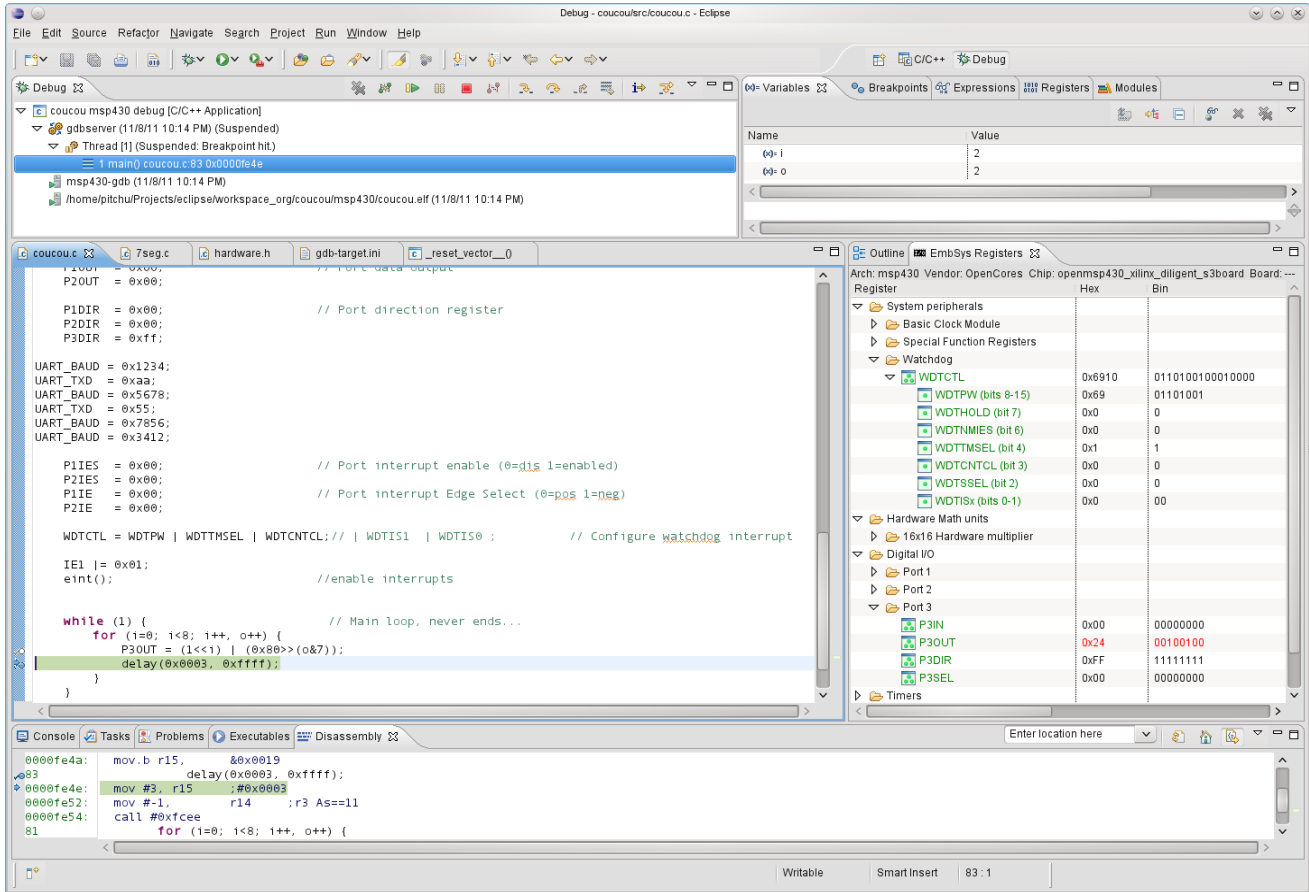 Debug - coucou/src/coucou.c - Eclipse
File Edit Source Refactor Navigate Search Project Run Window Help
C/C++ Debug
Debug
coucou msp430 debug [C/C++ Application]
gdbserver (11/8/11 10:14 PM) (Suspended)
Thread [1] (Suspended: Breakpoint hit.)
1 main() coucou.c:83 0x0000fe4e
msp430-gdb (11/8/11 10:14 PM)
/home/pitchu/Projects/eclipse/workspace_org/coucou/msp430/coucou.elf (11/8/11 10:14 PM)
(x)= Variables Breakpoints Expressions Registers Modules
Name Value
(x)= i 2
(x)= o 2
coucou.c 7seg.c hardware.h gdb-target.ini _reset_vector__()
P1OUT = 0x00; // Port data output
P2OUT = 0x00;
P1DIR = 0x00; // Port direction register
P2DIR = 0x00;
P3DIR = 0xff;
UART_BAUD = 0x1234;
UART_TXD = 0xaa;
UART_BAUD = 0x5678;
UART_TXD = 0x55;
UART_BAUD = 0x7856;
UART_BAUD = 0x3412;
P1IES = 0x00; // Port interrupt enable (0=dis 1=enabled)
P2IES = 0x00;
P1IE = 0x00; // Port interrupt Edge Select (0=pos 1=neg)
P2IE = 0x00;
WDTCTL = WDTPW | WDTTMSEL | WDTCNTCL;// | WDTIS1 | WDTIS0 ; // Configure watchdog interrupt
IE1 |= 0x01;
eint(); //enable interrupts
while (1) { // Main loop, never ends...
for (i=0; i<8; i++, o++) {
P3OUT = (1<<i) | (0x80>>(o&7));
delay(0x0003, 0xffff);
}
}
Outline EmbSys Registers
Arch: msp430 Vendor: OpenCores Chip: openmsp430_xilinx_diligent_s3board Board: ---
Register Hex Bin
System peripherals
Basic Clock Module
Special Function Registers
Watchdog
WDTCTL 0x6910 0110100100010000
WDTPW (bits 8-15) 0x69 01101001
WDTHOLD (bit 7) 0x0 0
WDTNMIES (bit 6) 0x0 0
WDTTMSEL (bit 4) 0x1 1
WDTCNTCL (bit 3) 0x0 0
WDTSSEL (bit 2) 0x0 0
WDTISx (bits 0-1) 0x0 00
Hardware Math units
16x16 Hardware multiplier
Digital I/O
Port 1
Port 2
Port 3
P3IN 0x00 00000000
P3OUT 0x24 00100100
P3DIR 0xFF 11111111
P3SEL 0x00 00000000
Timers
Console Tasks Problems Executables Disassembly
Enter location here
0000fe4a: mov.b r15, &0x0019
83 delay(0x0003, 0xffff);
0000fe4e: mov #3, r15 ;#0x0003
0000fe52: mov #-1, r14 ;r3 As==11
0000fe54: call #0xfcee
81 for (i=0; i<8; i++, o++) {
Writable Smart Insert 83 : 1